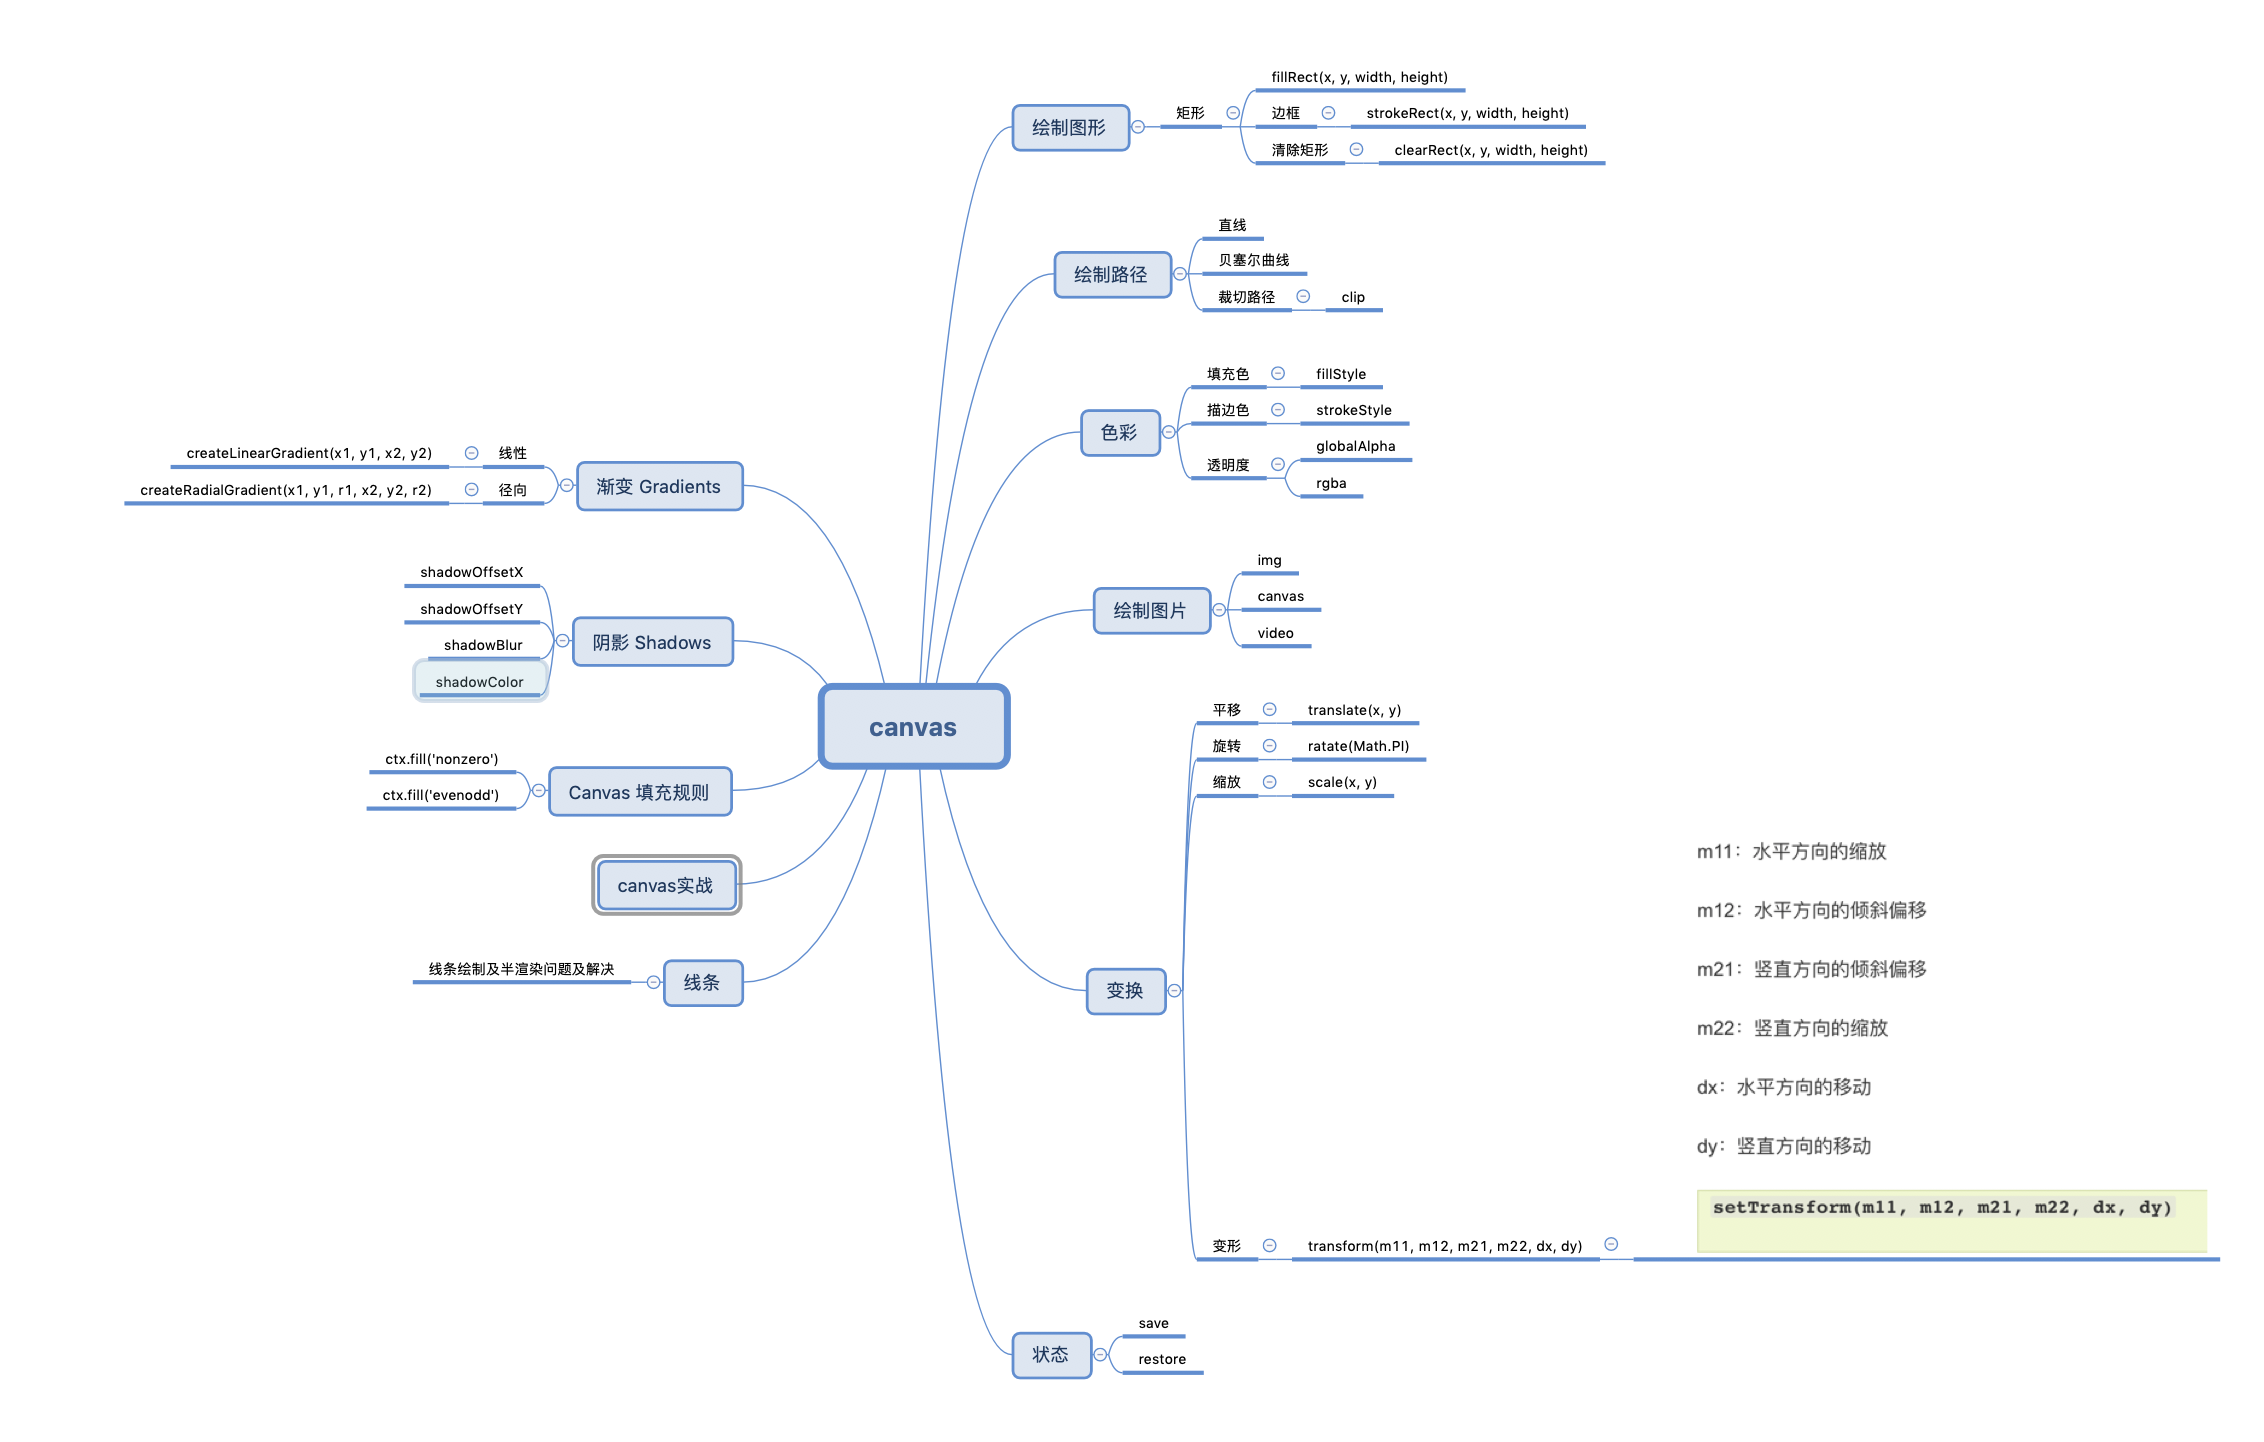 canvas
绘制图形
矩形
fillRect(x, y, width, height)
边框
strokeRect(x, y, width, height)
清除矩形
clearRect(x, y, width, height)
绘制路径
直线
贝塞尔曲线
裁切路径
clip
色彩
填充色
fillStyle
描边色
strokeStyle
透明度
globalAlpha
rgba
绘制图片
img
canvas
video
变换
平移
translate(x, y)
旋转
ratate(Math.PI)
缩放
scale(x, y)
变形
transform(m11, m12, m21, m22, dx, dy)
m11：水平方向的缩放
m12：水平方向的倾斜偏移
m21：竖直方向的倾斜偏移
m22：竖直方向的缩放
dx：水平方向的移动
dy：竖直方向的移动
setTransform(m11, m12, m21, m22, dx, dy)
状态
save
restore
渐变 Gradients
线性
createLinearGradient(x1, y1, x2, y2)
径向
createRadialGradient(x1, y1, r1, x2, y2, r2)
阴影 Shadows
shadowOffsetX
shadowOffsetY
shadowBlur
shadowColor
Canvas 填充规则
ctx.fill('nonzero')
ctx.fill('evenodd')
canvas实战
线条
线条绘制及半渲染问题及解决